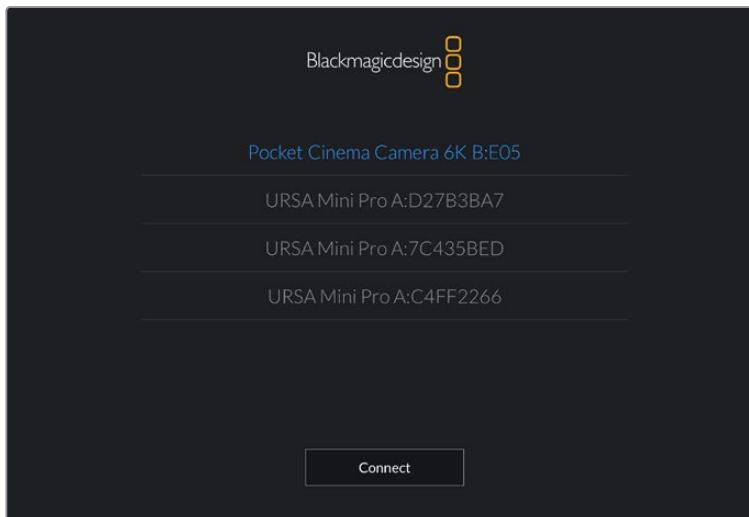 Blackmagicdesign
Pocket Cinema Camera 6K B:E05
URSA Mini Pro A:D27B3BA7
URSA Mini Pro A:7C435BED
URSA Mini Pro A:C4FF2266
Connect